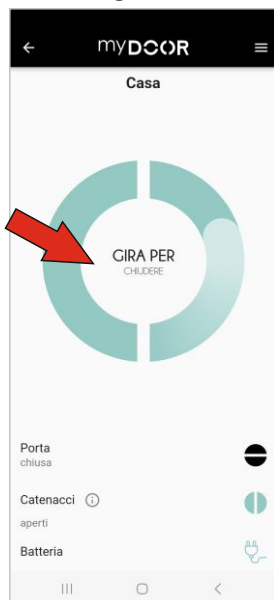 myDOOR
Casa
GIRA PER
CHIUDERE
Porta
chiusa
Catenacci
aperti
Batteria